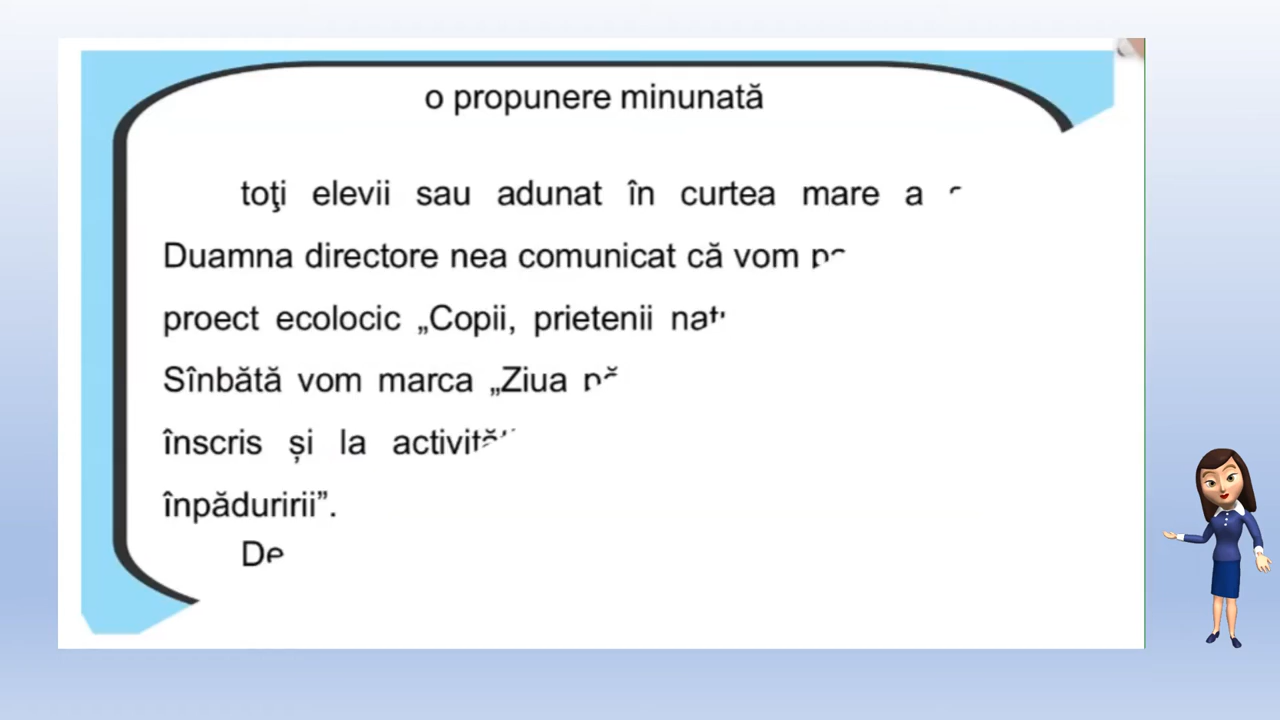 o propunere minunată
toţi elevii sau adunat în curtea mare a
Duamna directore nea comunicat că vom
proect ecolocic „Copii, prietenii
Sînbătă vom marca „Ziua
înscris și la
înpăduririi”.
De